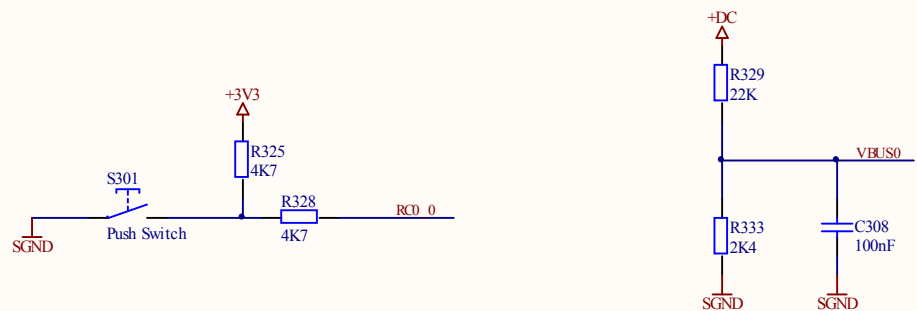 +DC
R329
22K
+3V3
R325
4K7
VBUS0
S301
R328
RC0_0
Push Switch
4K7
SGND
R333
2K4
C308
100nF
SGND
SGND